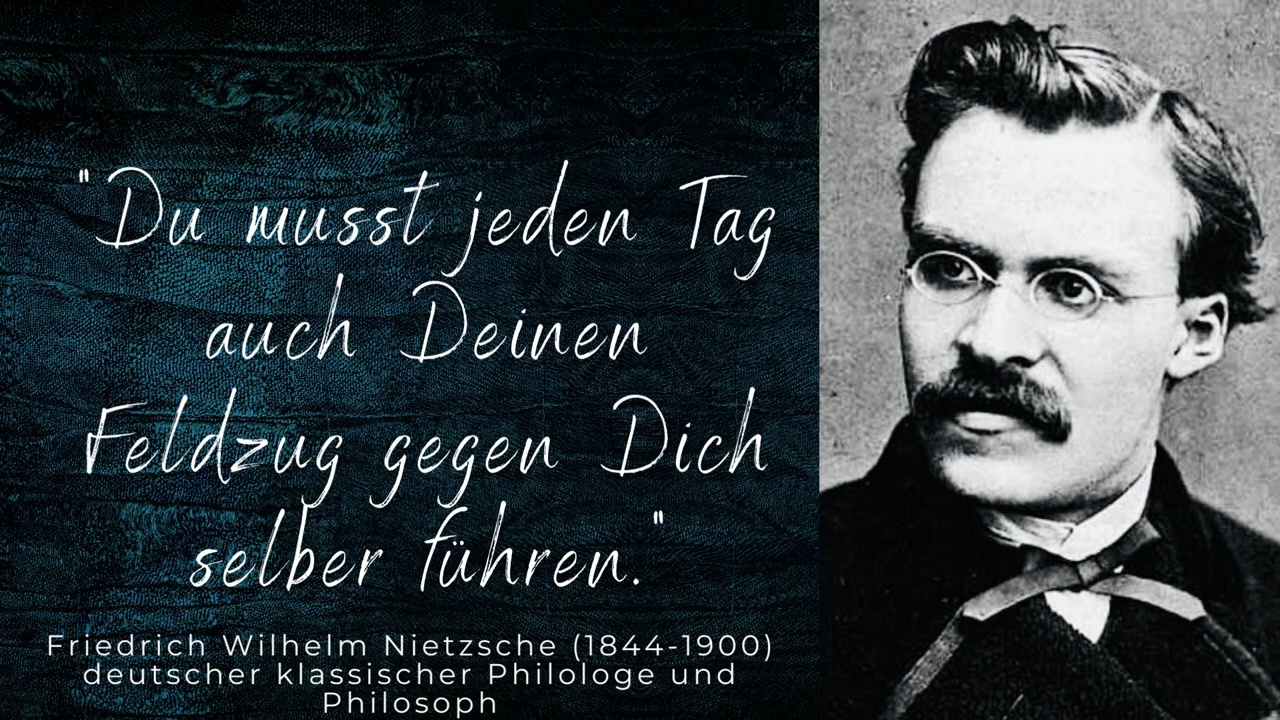 "Du musst jeden Tag
auch Deinen
Feldzug gegen Dich
selber führen."
Friedrich Wilhelm Nietzsche (1844-1900)
deutscher klassischer Philologe und
Philosoph